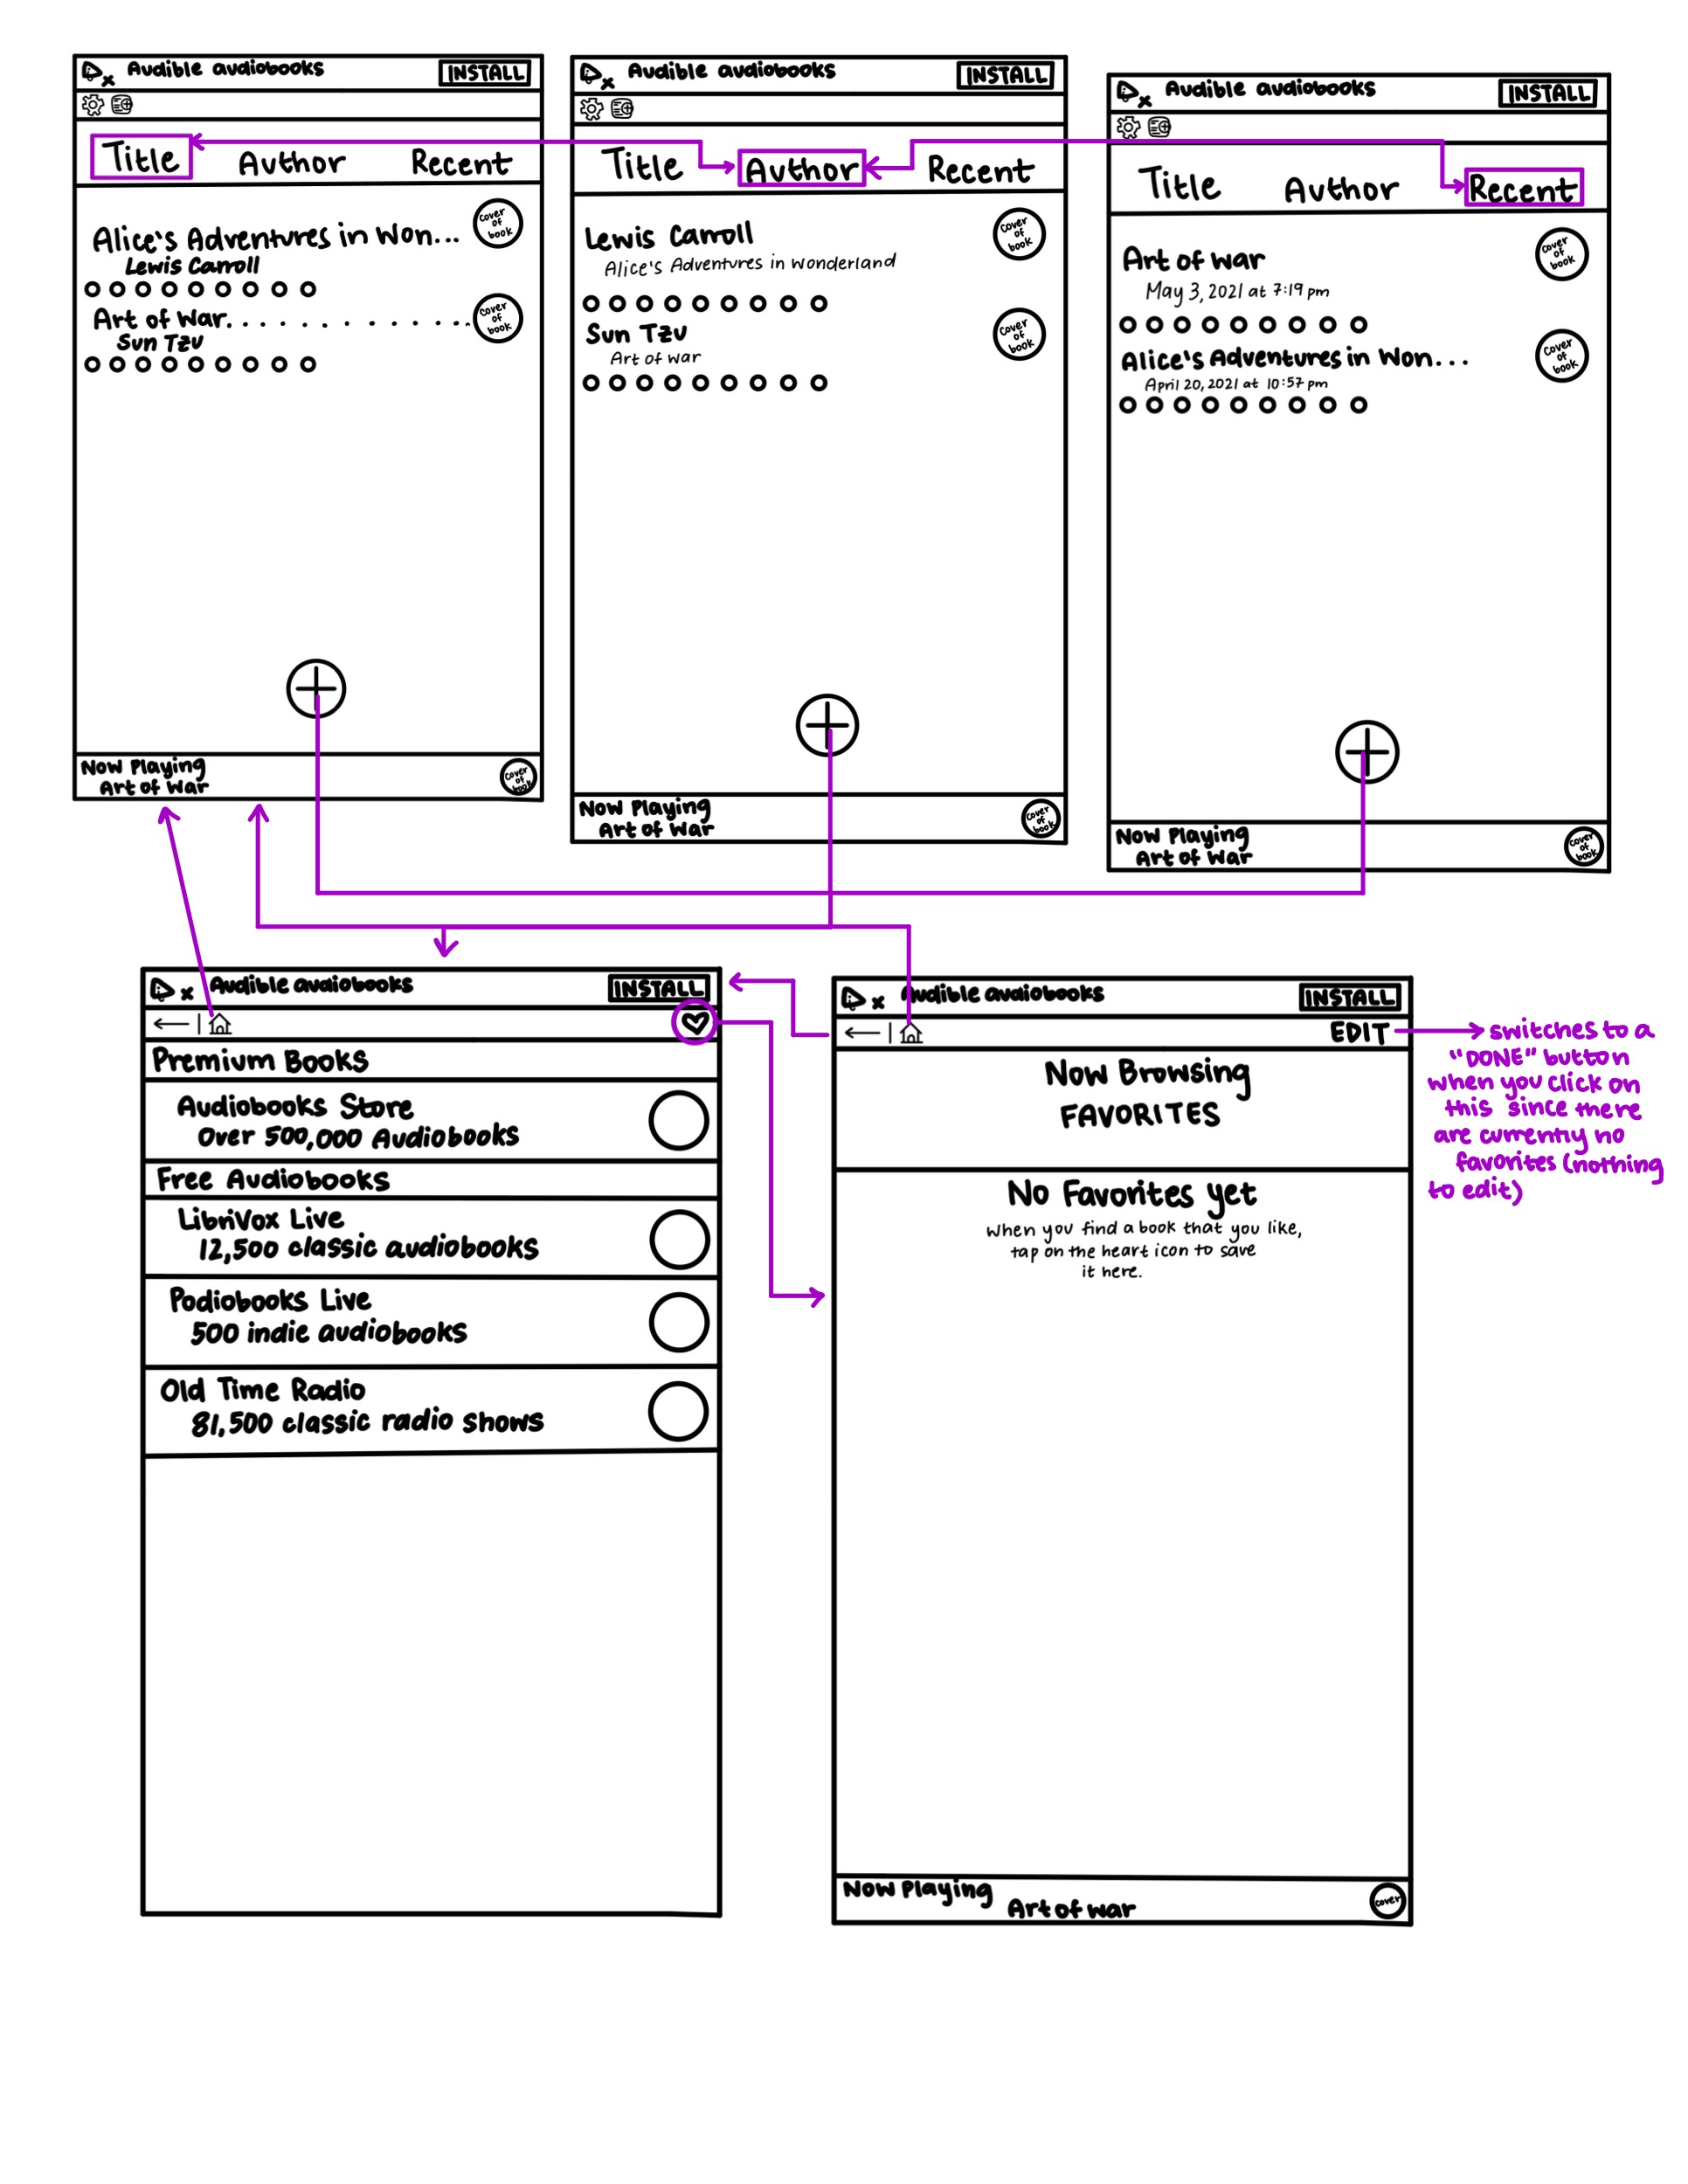 Audible audiobooks INSTALL
Title Author Recent
Alice's Adventures in Won...
Lewis Carroll
cover
of
book
Art of War. . . . . . . . . . . .
Sun Tzu
cover
of
book
Now Playing
Art of War
cover
of
book
Audible audiobooks INSTALL
Title Author Recent
Lewis Carroll
Alice's Adventures in Wonderland
cover
of
book
Sun Tzu
Art of war
cover
of
book
Now Playing
Art of War
cover
of
book
Audible audiobooks INSTALL
Title Author Recent
Art of war
May 3, 2021 at 7:19 pm
cover
of
book
Alice's Adventures in Won...
April 20, 2021 at 10:57 pm
cover
of
book
Now Playing
Art of War
cover
of
book
Audible audiobooks INSTALL
Premium Books
Audiobooks Store
Over 500,000 Audiobooks
Free Audiobooks
LibriVox Live
12,500 classic audiobooks
Podiobooks Live
500 indie audiobooks
Old Time Radio
81,500 classic radio shows
Audible audiobooks INSTALL
EDIT
Now Browsing
FAVORITES
No Favorites yet
when you find a book that you like,
tap on the heart icon to save
it here.
Now Playing
Art of war
cover
switches to a
"DONE" button
when you click on
this since there
are currently no
favorites (nothing
to edit)